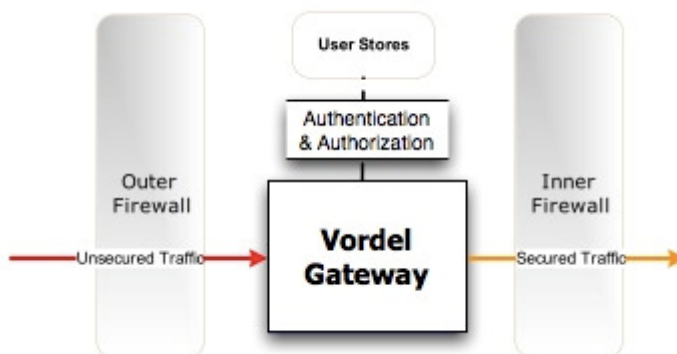 User Stores
Authentication
& Authorization
Outer
Firewall
Inner
Firewall
Vordel
Gateway
Unsecured Traffic
Secured Traffic